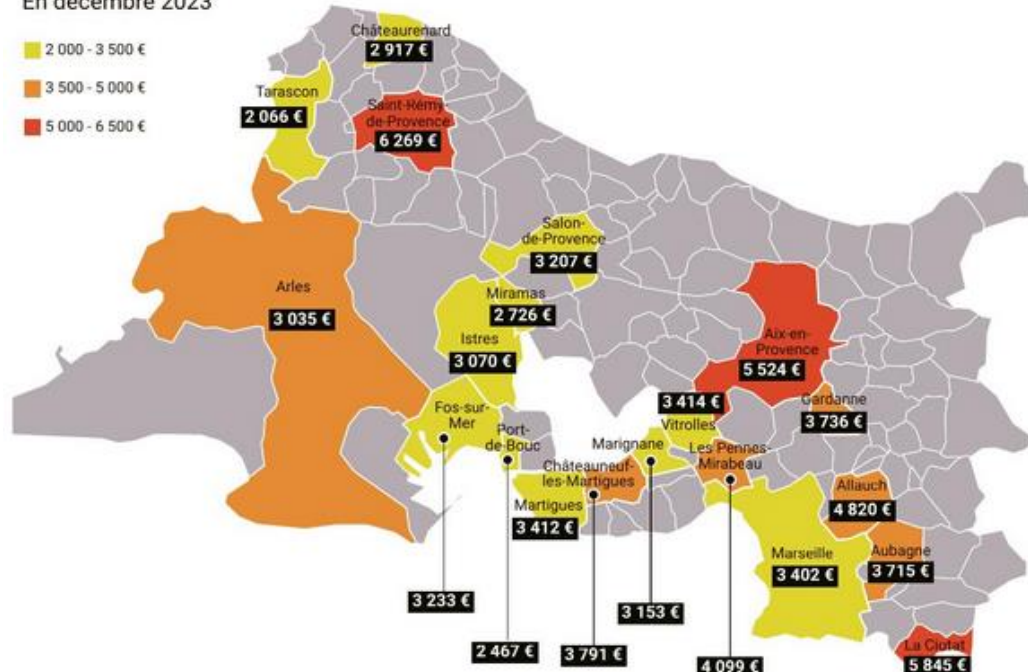 En décembre 2023
2 000 - 3 500 €
3 500 - 5 000 €
5 000 - 6 500 €
Châteaurenard
2 917 €
Tarascon
2 066 €
Saint-Rémy-
de-Provence
6 269 €
Salon-
de-Provence
3 207 €
Arles
3 035 €
Miramas
2 726 €
Istres
3 070 €
Aix-en-
Provence
5 524 €
Gardanne
3 736 €
3 414 €
Vitrolles
Fos-sur-
Mer
Port-
de-Bouc
Marignane
Les Pennes-
Mirabeau
Châteauneuf-
les-Martigues
Martigues
3 412 €
Allauch
4 820 €
Marseille
3 402 €
Aubagne
3 715 €
3 233 €
3 153 €
2 467 €
3 791 €
4 099 €
La Ciotat
5 845 €